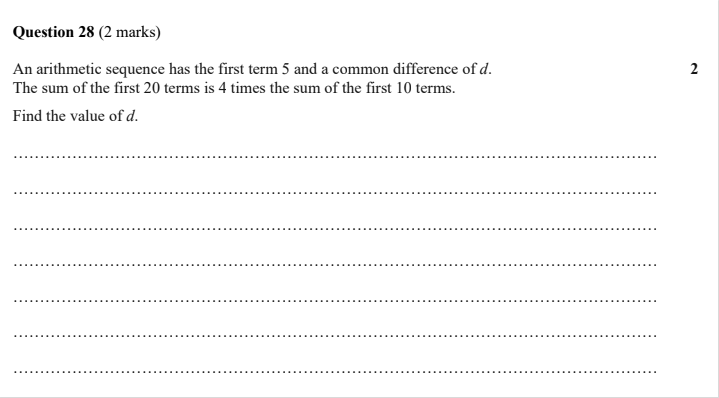 Question 28 (2 marks)
An arithmetic sequence has the first term 5 and a common difference of d. 2
The sum of the first 20 terms is 4 times the sum of the first 10 terms.
Find the value of d.